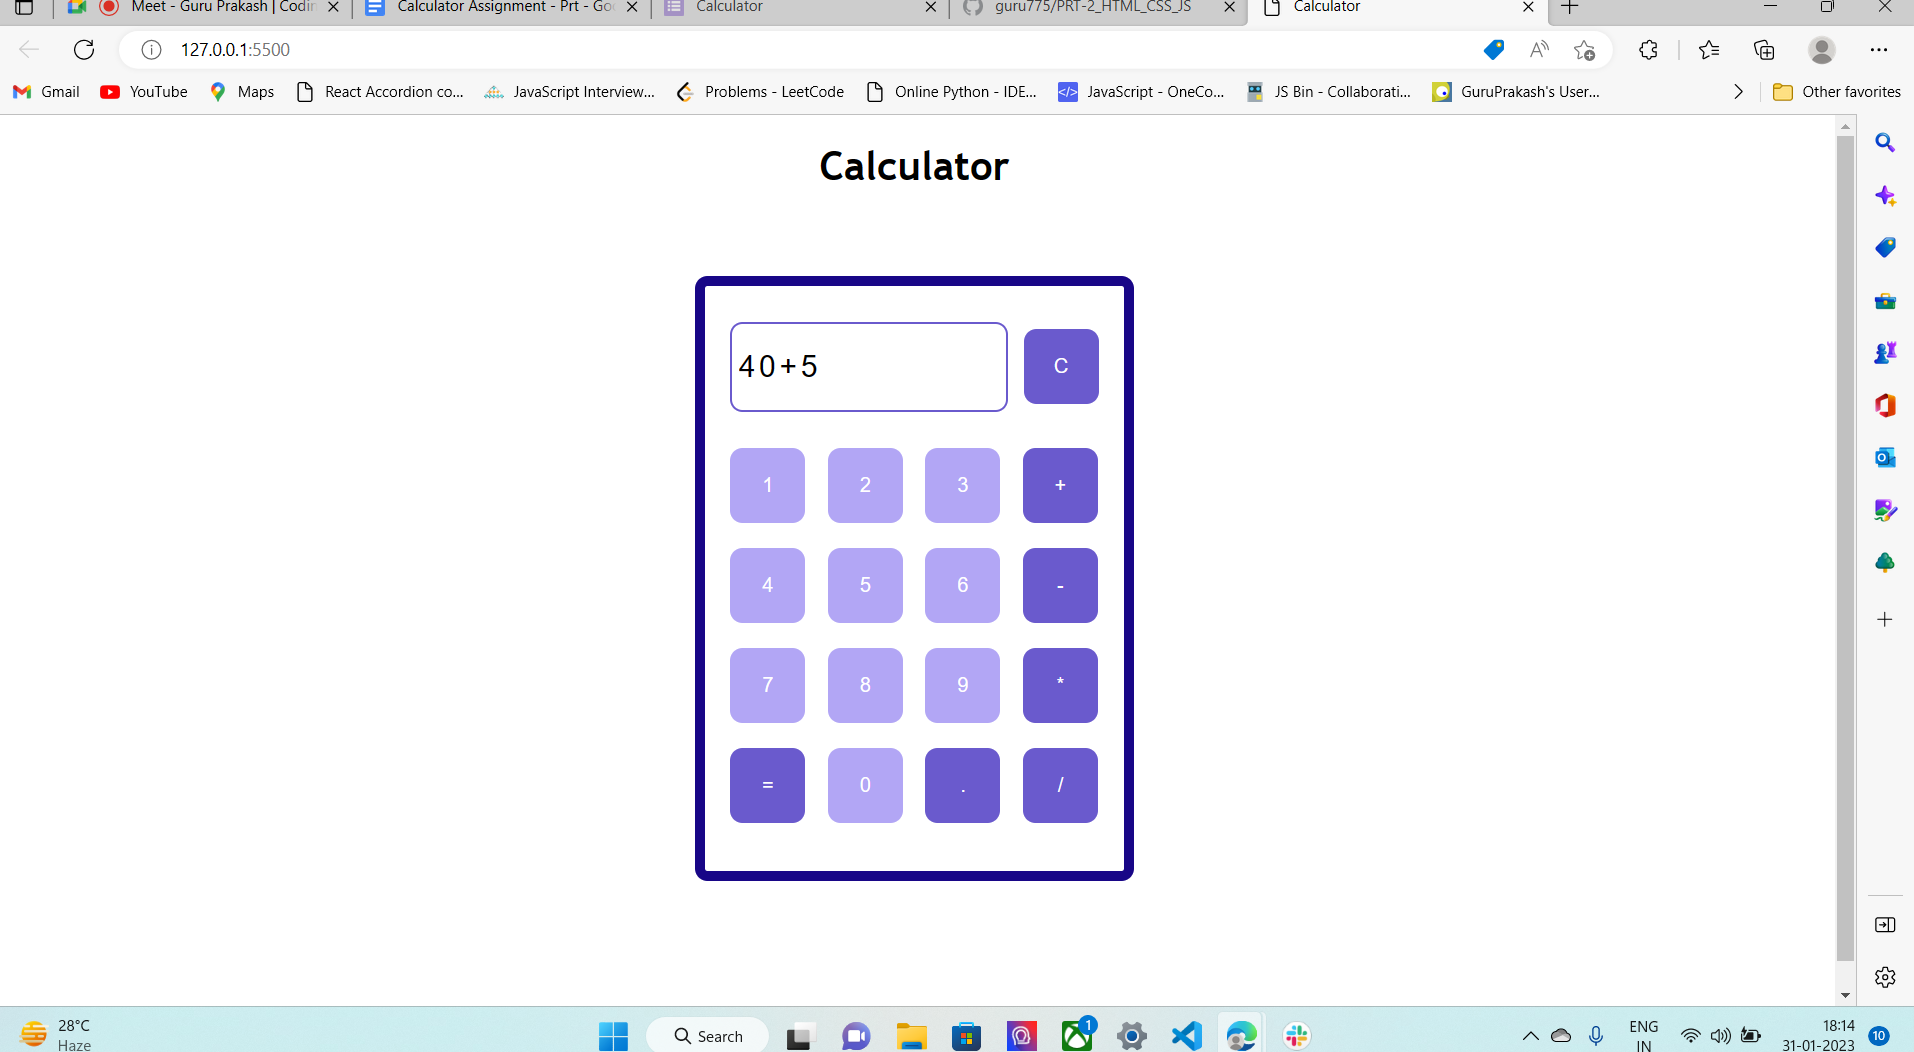 Meet - Guru Prakash | Codin
Calculator Assignment - Prt - Goo
Calculator
guru775/PRT-2_HTML_CSS_JS
Calculator
127.0.0.1:5500
Gmail
YouTube
Maps
React Accordion co...
JavaScript Interview...
Problems - LeetCode
Online Python - IDE...
JavaScript - OneCo...
JS Bin - Collaborati...
GuruPrakash's User...
Other favorites
Calculator
40+5
C
1 2 3 +
4 5 6 -
7 8 9 *
= 0 . /
28°C
Haze
Search
1
ENG
IN
18:14
31-01-2023
10